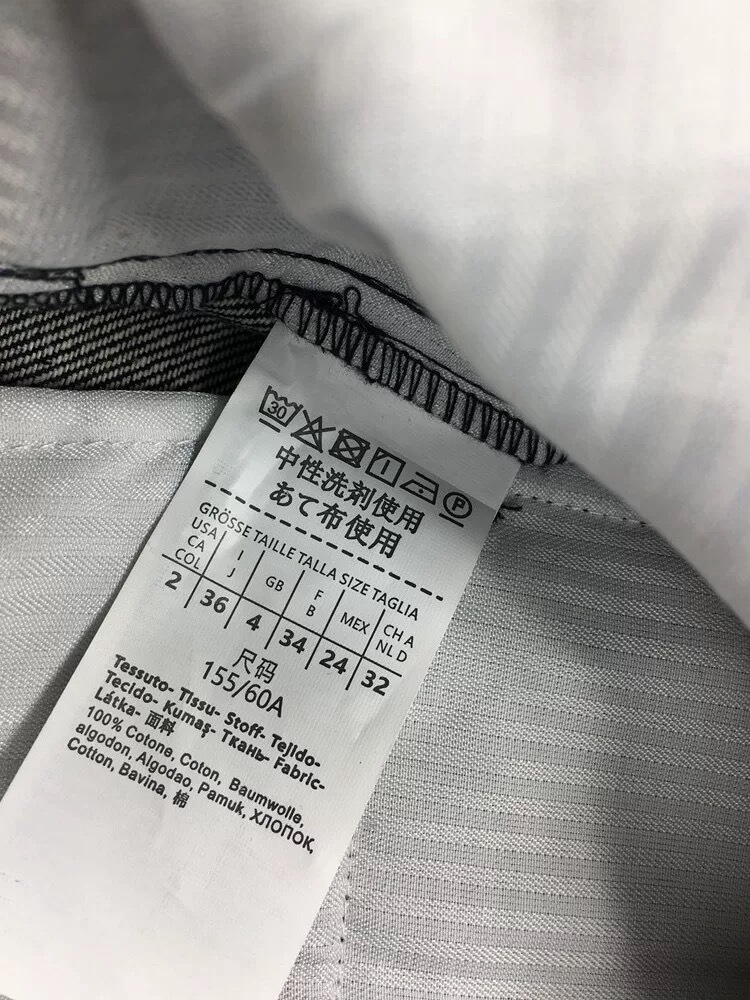 30
P
中性洗剤使用
あて布使用
GRÖSSE TAILLE TALLA SIZE TAGLIA
USA CA COL
I J
GB
F B
MEX
CH A NL D
2 36 4 34 24 32
尺码
155/60A
Tessuto- Tissu- Stoff- Tejido-
Tecido- Kumaş- Ткань- Fabric-
Látka- 面料
100% Cotone, Coton, Baumwolle,
algodon, Algodao, Pamuk, ХЛОПОК,
Cotton, Bavina, 棉